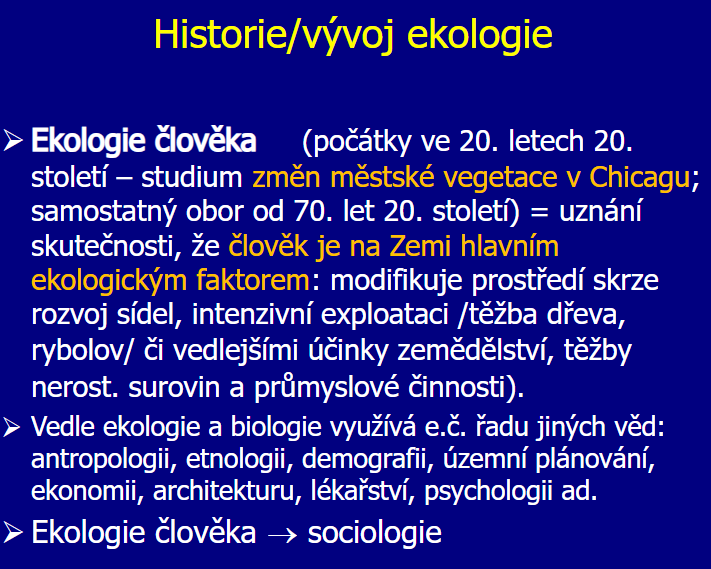 Historie/vývoj ekologie
➢ Ekologie člověka (počátky ve 20. letech 20.
století – studium změn městské vegetace v Chicagu;
samostatný obor od 70. let 20. století) = uznání
skutečnosti, že člověk je na Zemi hlavním
ekologickým faktorem: modifikuje prostředí skrze
rozvoj sídel, intenzivní exploataci /těžba dřeva,
rybolov/ či vedlejšími účinky zemědělství, těžby
nerost. surovin a průmyslové činnosti).
➢ Vedle ekologie a biologie využívá e.č. řadu jiných věd:
antropologii, etnologii, demografii, územní plánování,
ekonomii, architekturu, lékařství, psychologii ad.
➢ Ekologie člověka → sociologie